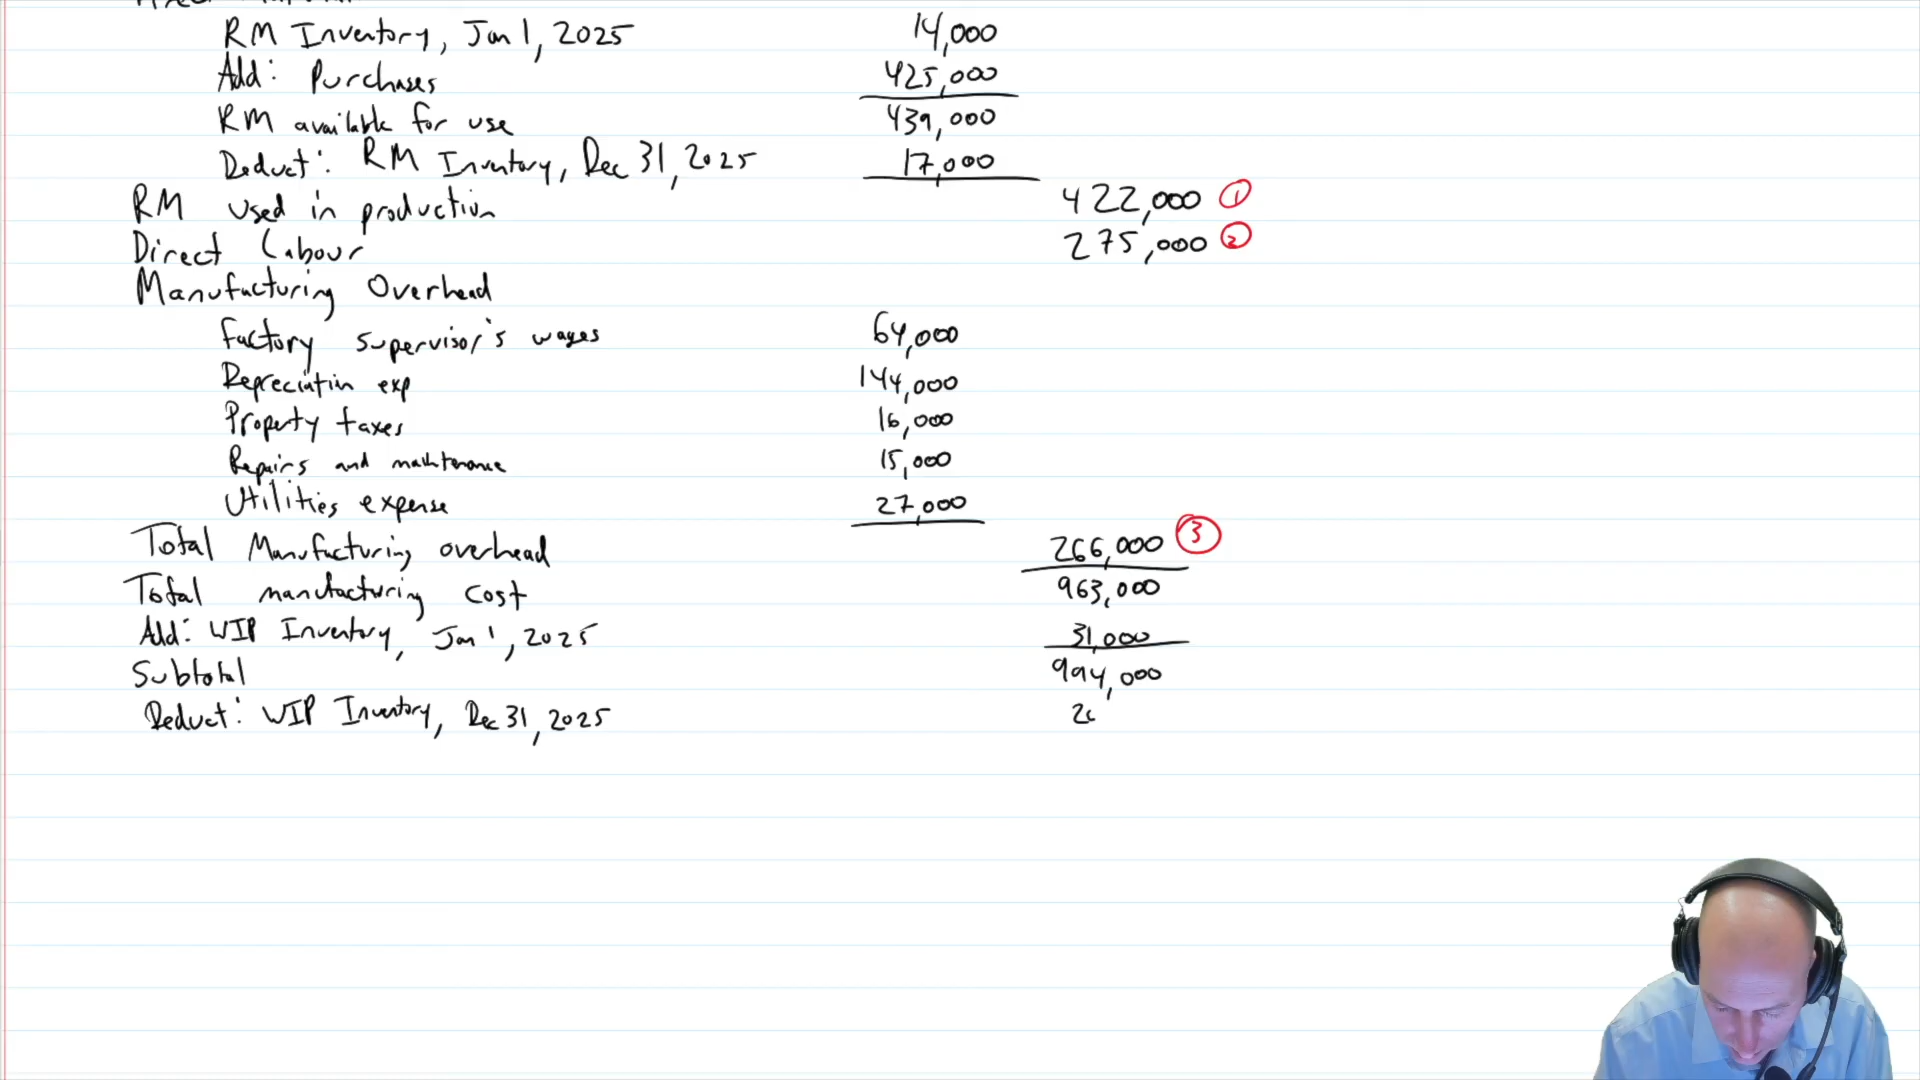 RM Inventory, Jan 1, 2025 14,000
Add: Purchases 425,000
RM available for use 439,000
Deduct: RM Inventory, Dec 31, 2025 17,000
RM used in production 422,000 1
Direct Labour 275,000 2
Manufacturing Overhead
Factory supervisor's wages 64,000
Depreciation exp 144,000
Property taxes 16,000
Repairs and maintenance 15,000
Utilities expense 27,000
Total Manufacturing overhead 266,000 3
Total manufacturing cost 963,000
Add: WIP Inventory, Jan 1, 2025 31,000
Subtotal 994,000
Deduct: WIP Inventory, Dec 31, 2025